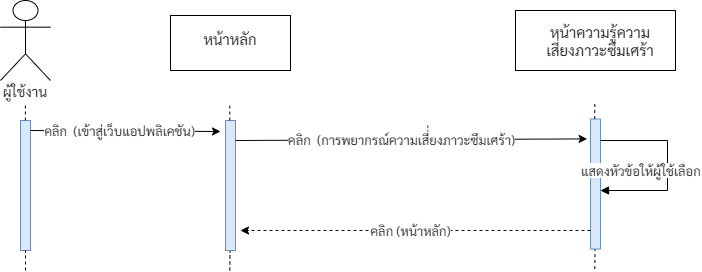 หน้าหลัก
หน้าความรู้ความ
เสี่ยงภาวะซึมเศร้า
ผู้ใช้งาน
คลิก (เข้าสู่เว็บแอปพลิเคชัน)
คลิก (การพยากรณ์ความเสี่ยงภาวะซึมเศร้า)
แสดงหัวข้อให้ผู้ใช้เลือก
คลิก (หน้าหลัก)